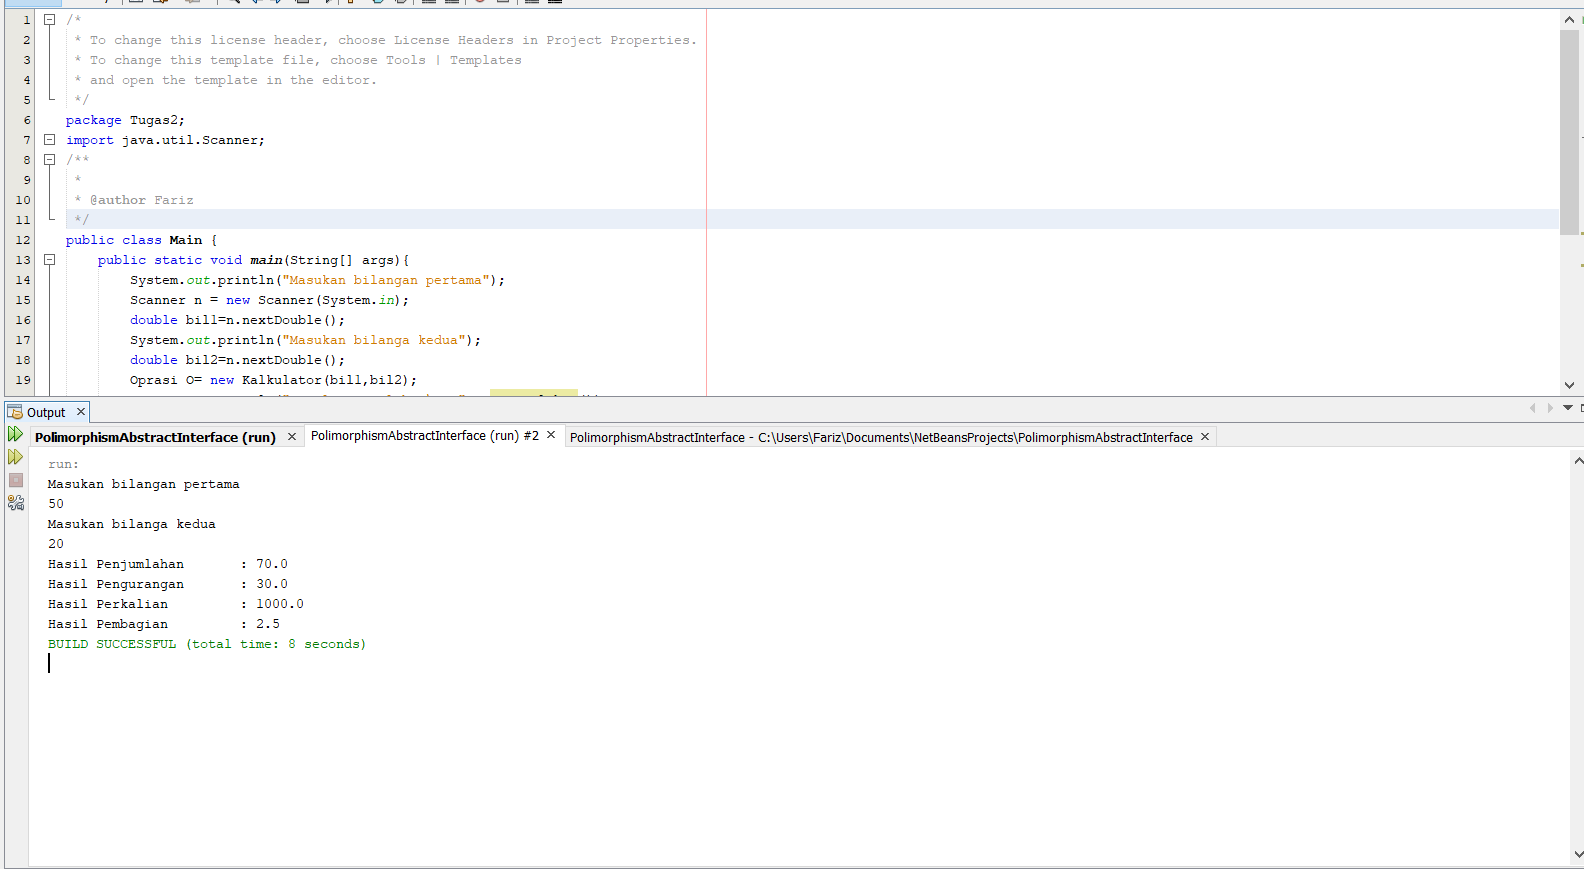 1 /*
2 * To change this license header, choose License Headers in Project Properties.
3 * To change this template file, choose Tools | Templates
4 * and open the template in the editor.
5 */
6 package Tugas2;
7 import java.util.Scanner;
8 /**
9 *
10 * @author Fariz
11 */
12 public class Main {
13 public static void main(String[] args){
14 System.out.println("Masukan bilangan pertama");
15 Scanner n = new Scanner(System.in);
16 double bil1=n.nextDouble();
17 System.out.println("Masukan bilanga kedua");
18 double bil2=n.nextDouble();
19 Oprasi O= new Kalkulator(bil1,bil2);
Output
PolimorphismAbstractInterface (run)
PolimorphismAbstractInterface (run) #2
PolimorphismAbstractInterface - C:\Users\Fariz\Documents\NetBeansProjects\PolimorphismAbstractInterface
run:
Masukan bilangan pertama
50
Masukan bilanga kedua
20
Hasil Penjumlahan : 70.0
Hasil Pengurangan : 30.0
Hasil Perkalian : 1000.0
Hasil Pembagian : 2.5
BUILD SUCCESSFUL (total time: 8 seconds)